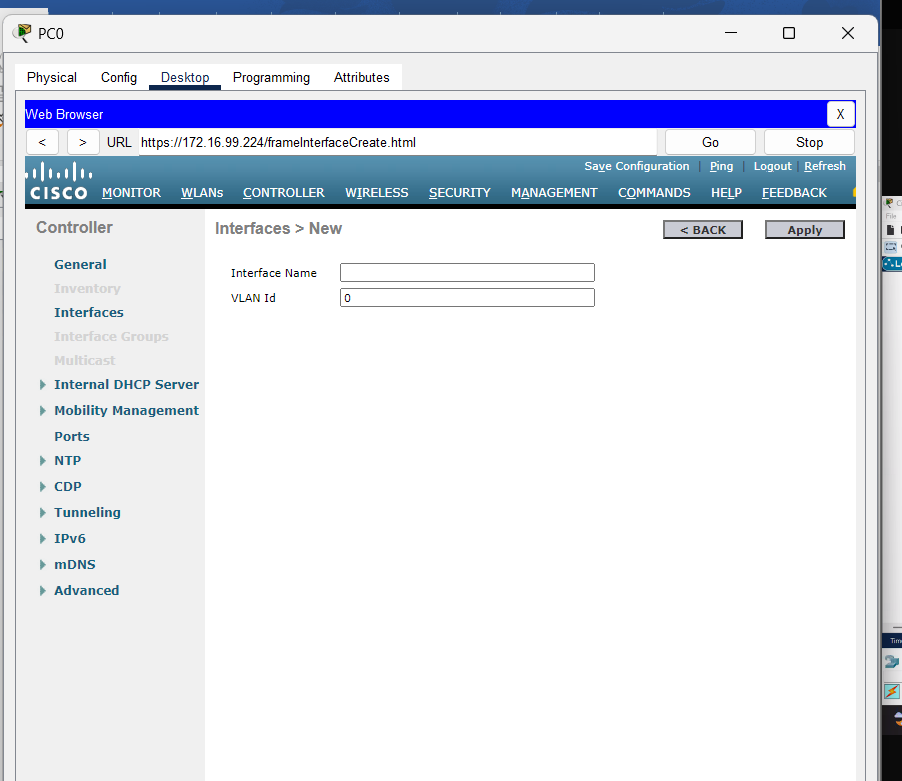 PC0
Physical Config Desktop Programming Attributes
Web Browser X
< > URL https://172.16.99.224/frameInterfaceCreate.html Go Stop
Save Configuration | Ping | Logout | Refresh
CISCO MONITOR WLANs CONTROLLER WIRELESS SECURITY MANAGEMENT COMMANDS HELP FEEDBACK
Controller
General
Inventory
Interfaces
Interface Groups
Multicast
Internal DHCP Server
Mobility Management
Ports
NTP
CDP
Tunneling
IPv6
mDNS
Advanced
Interfaces > New < BACK Apply
Interface Name
VLAN Id 0
File